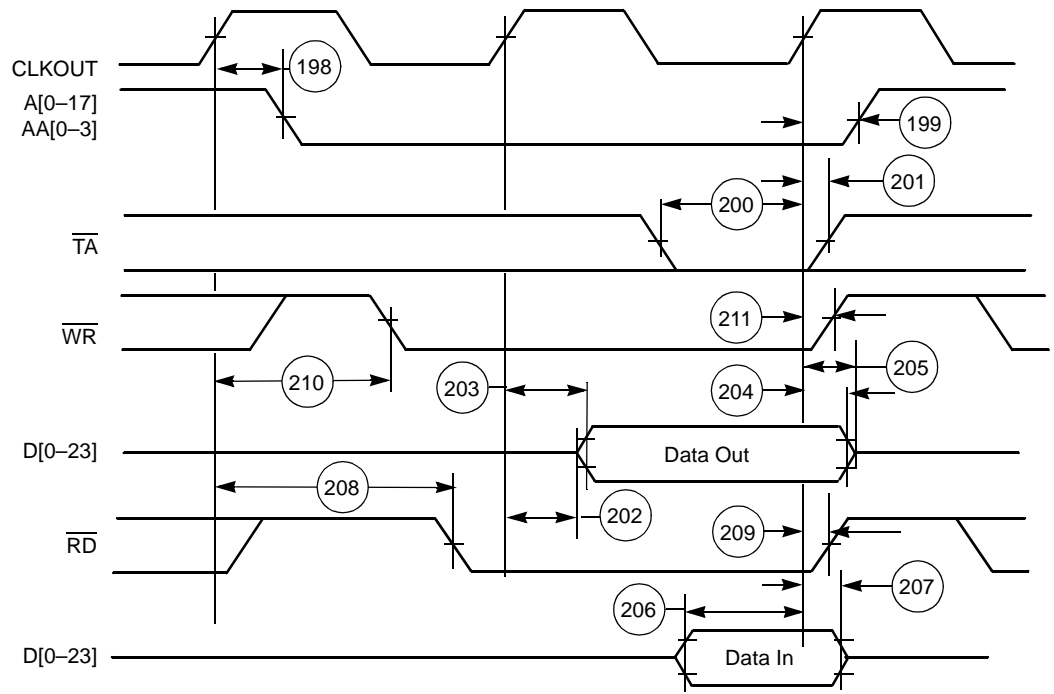 CLKOUT
198
A[0–17]
AA[0–3]
199
201
200
TA
211
WR
210
203
204
205
D[0–23]
Data Out
208
202
209
RD
207
206
D[0–23]
Data In